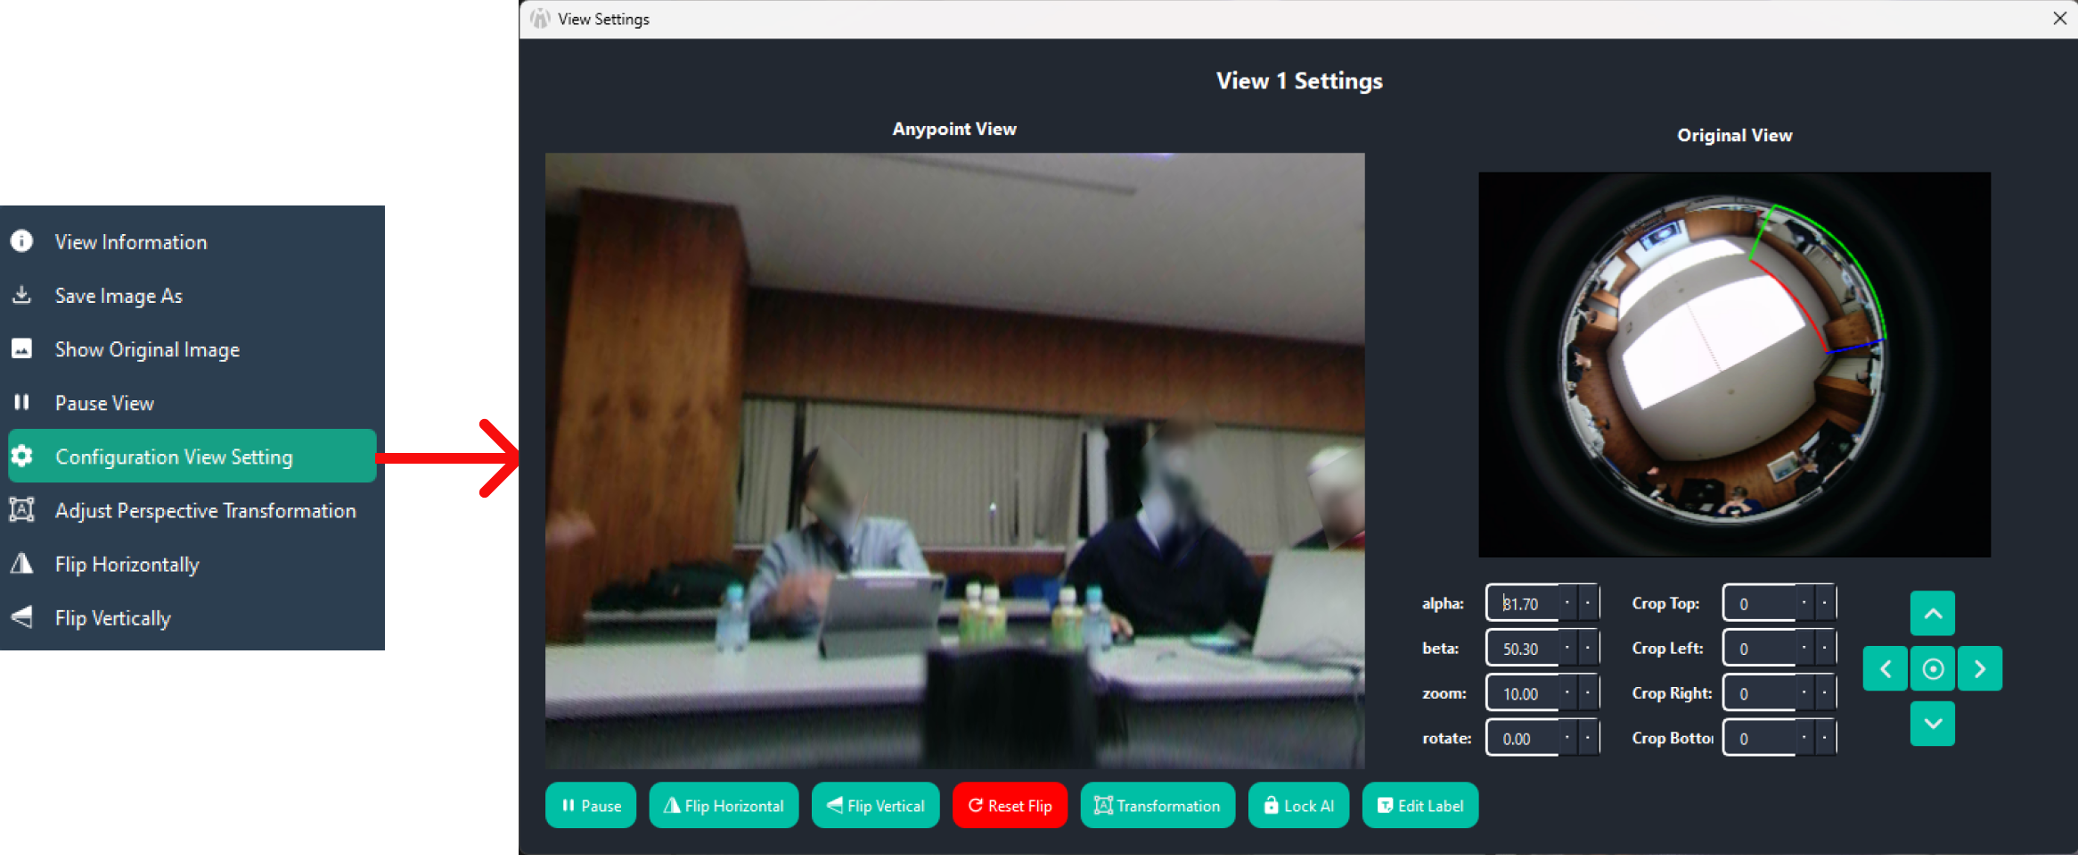 View Information
Save Image As
Show Original Image
Pause View
Configuration View Setting
Adjust Perspective Transformation
Flip Horizontally
Flip Vertically
View Settings
View 1 Settings
Anypoint View
Original View
alpha: 81.70 Crop Top: 0
beta: 50.30 Crop Left: 0
zoom: 10.00 Crop Right: 0
rotate: 0.00 Crop Botto 0
Pause Flip Horizontal Flip Vertical Reset Flip Transformation Lock AI Edit Label